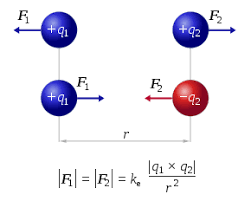 F₁ +q₁ +q₂ F₂
+q₁ F₁ F₂ −q₂
r
|F₁| = |F₂| = kₑ |q₁ × q₂| / r²